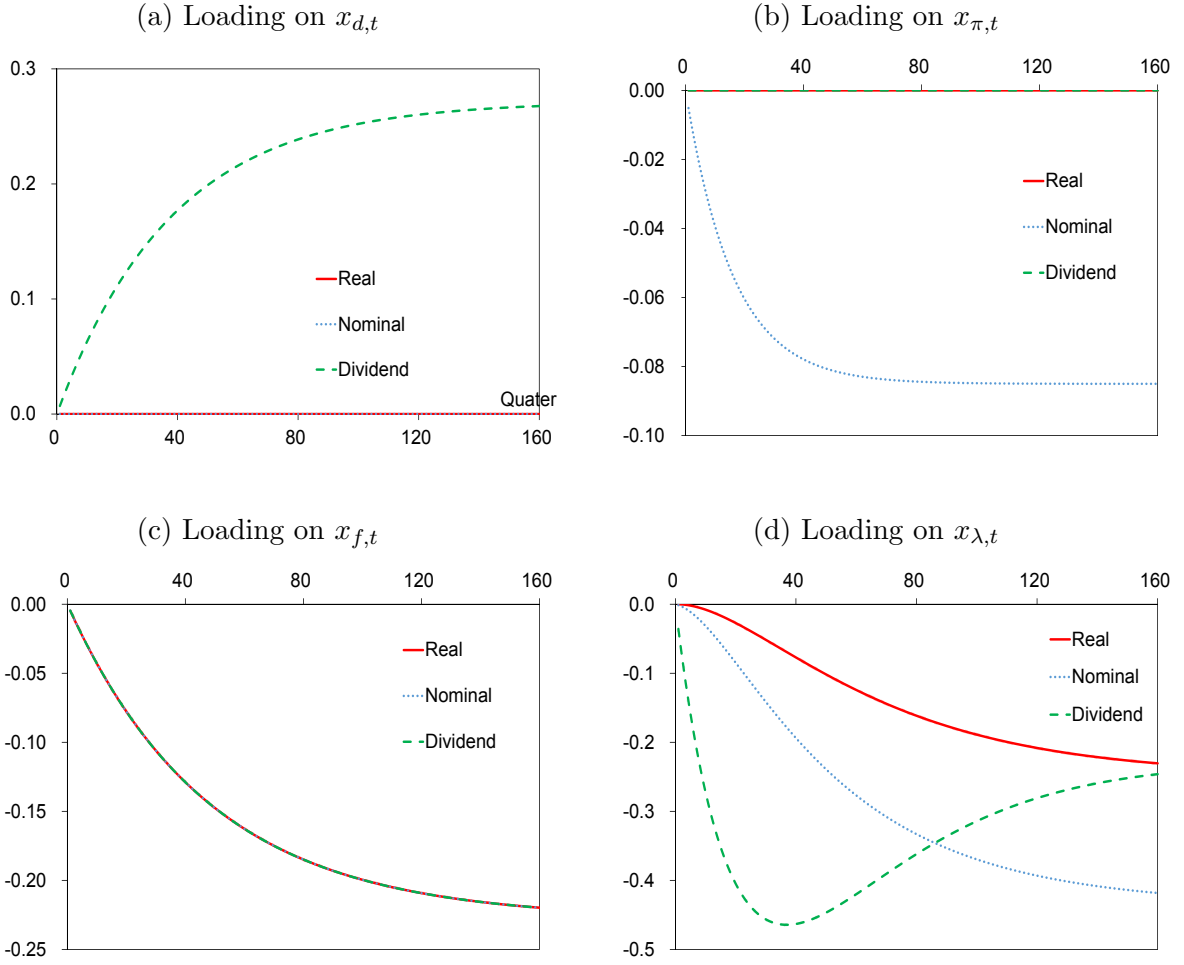 (a) Loading on x_{d,t}
0.3
0.2
0.1
0.0
Real
Nominal
Dividend
Quater
0 40 80 120 160
(b) Loading on x_{π,t}
0 40 80 120 160
0.00
-0.02
-0.04
-0.06
-0.08
-0.10
Real
Nominal
Dividend
(c) Loading on x_{f,t}
0 40 80 120 160
0.00
-0.05
-0.10
-0.15
-0.20
-0.25
Real
Nominal
Dividend
(d) Loading on x_{λ,t}
0 40 80 120 160
0.0
-0.1
-0.2
-0.3
-0.4
-0.5
Real
Nominal
Dividend